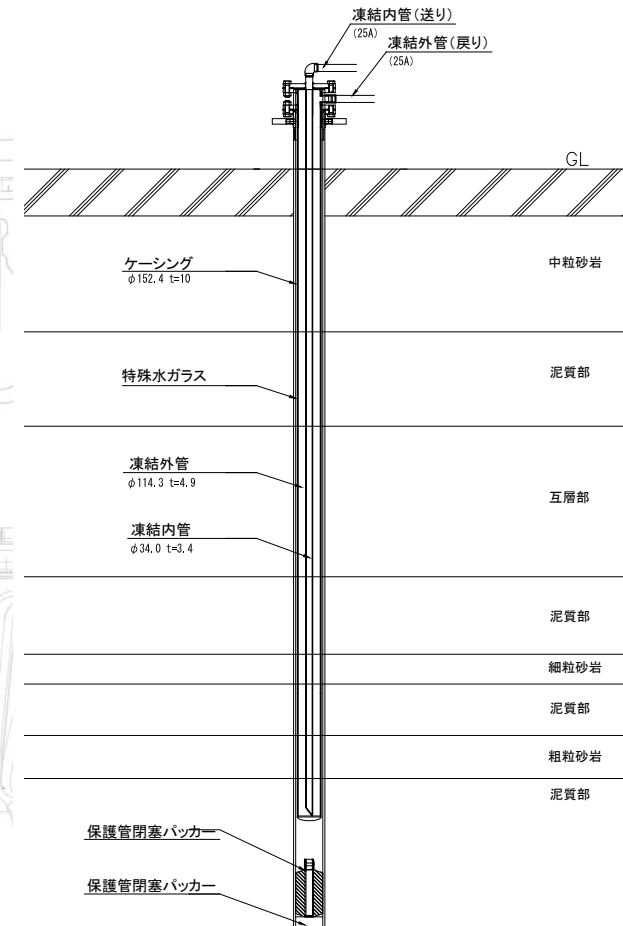 凍結内管(送り)
(25A)
凍結外管(戻り)
(25A)
GL
中粒砂岩
ケーシング
φ152.4 t=10
泥質部
特殊水ガラス
凍結外管
φ114.3 t=4.9
互層部
凍結内管
φ34.0 t=3.4
泥質部
細粒砂岩
泥質部
粗粒砂岩
泥質部
保護管閉塞パッカー
保護管閉塞パッカー